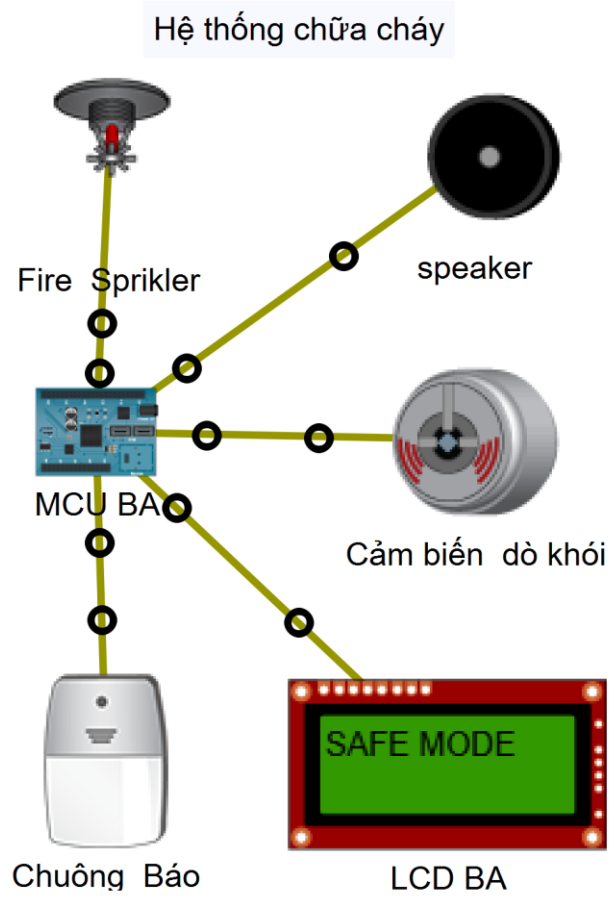 Hệ thống chữa cháy
Fire Sprikler
speaker
MCU BA
Cảm biến dò khói
SAFE MODE
Chuông Báo
LCD BA